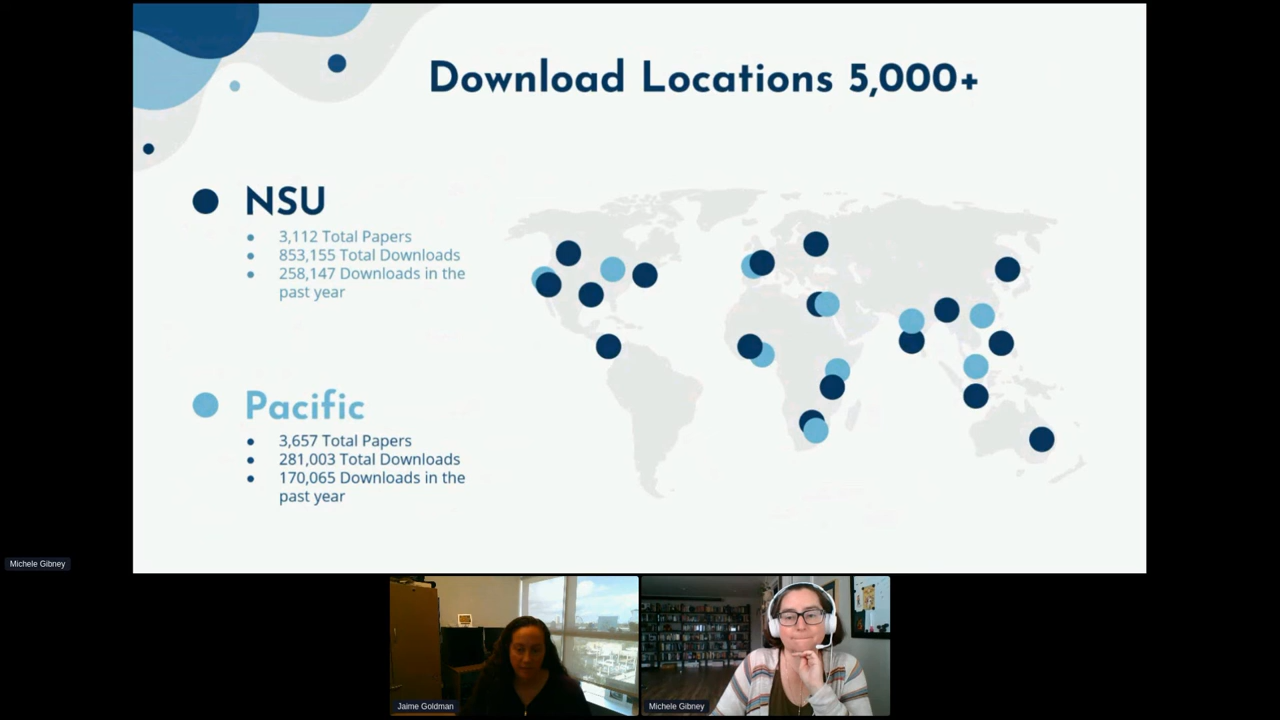 Download Locations 5,000+
NSU
3,112 Total Papers
853,155 Total Downloads
258,147 Downloads in the
past year
Pacific
3,657 Total Papers
281,003 Total Downloads
170,065 Downloads in the
past year
Michele Gibney
Jaime Goldman
Michele Gibney